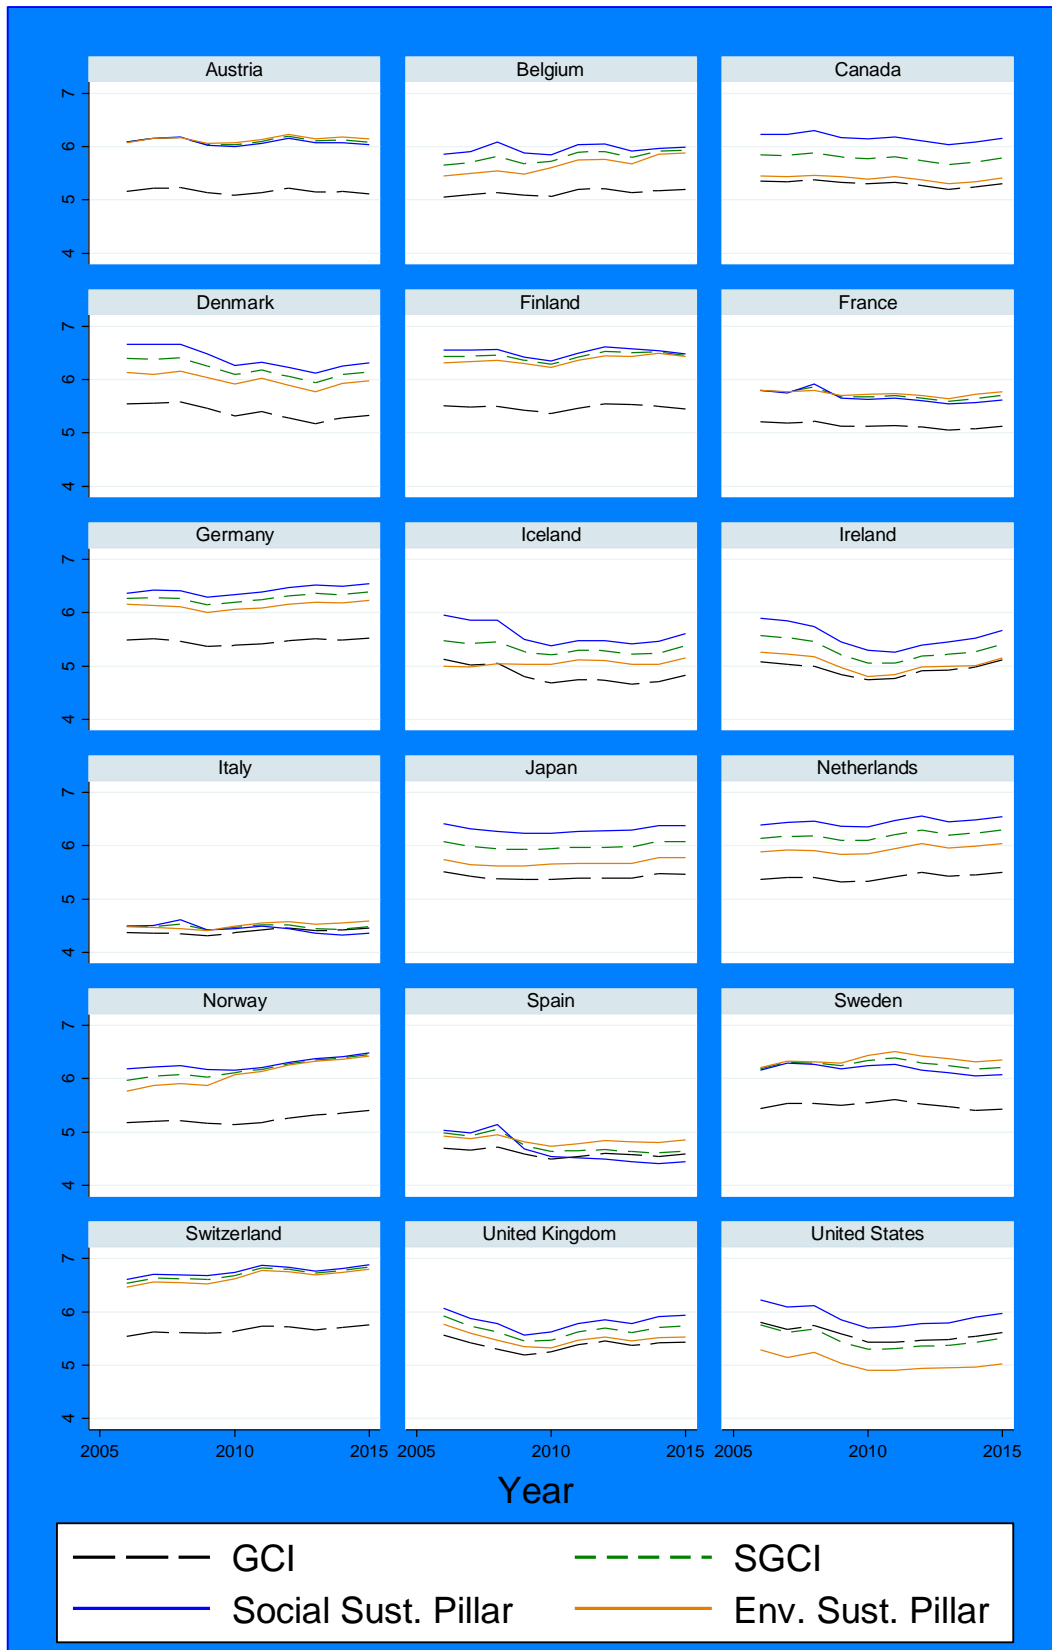 Austria Belgium Canada
7
6
5
4
Denmark Finland France
7
6
5
4
Germany Iceland Ireland
7
6
5
4
Italy Japan Netherlands
7
6
5
4
Norway Spain Sweden
7
6
5
4
Switzerland United Kingdom United States
7
6
5
4
2005 2010 2015 2005 2010 2015 2005 2010 2015
Year
GCI SGCI
Social Sust. Pillar Env. Sust. Pillar